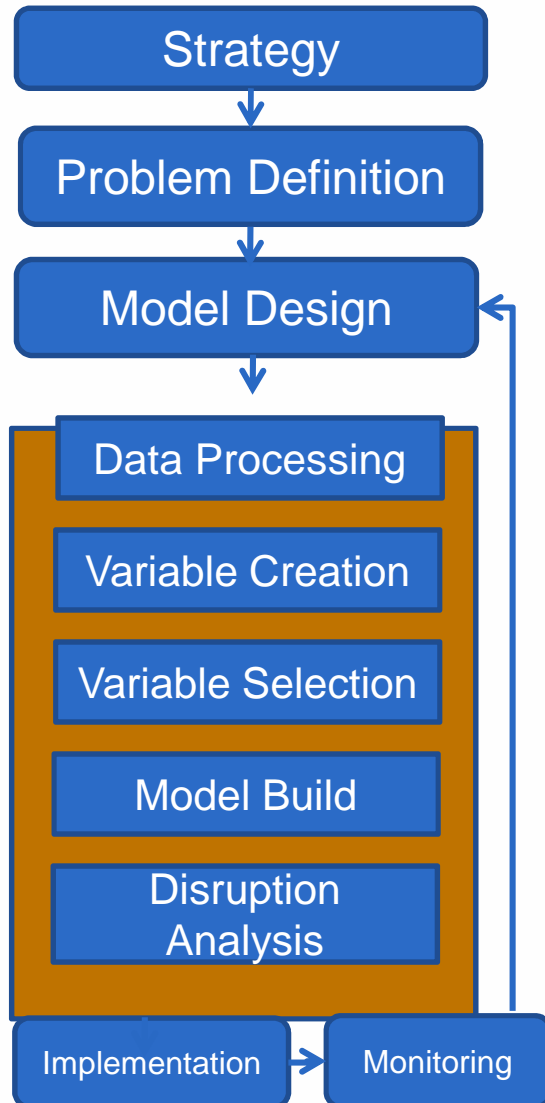 Strategy
Problem Definition
Model Design
Data Processing
Variable Creation
Variable Selection
Model Build
Disruption
Analysis
Implementation
Monitoring